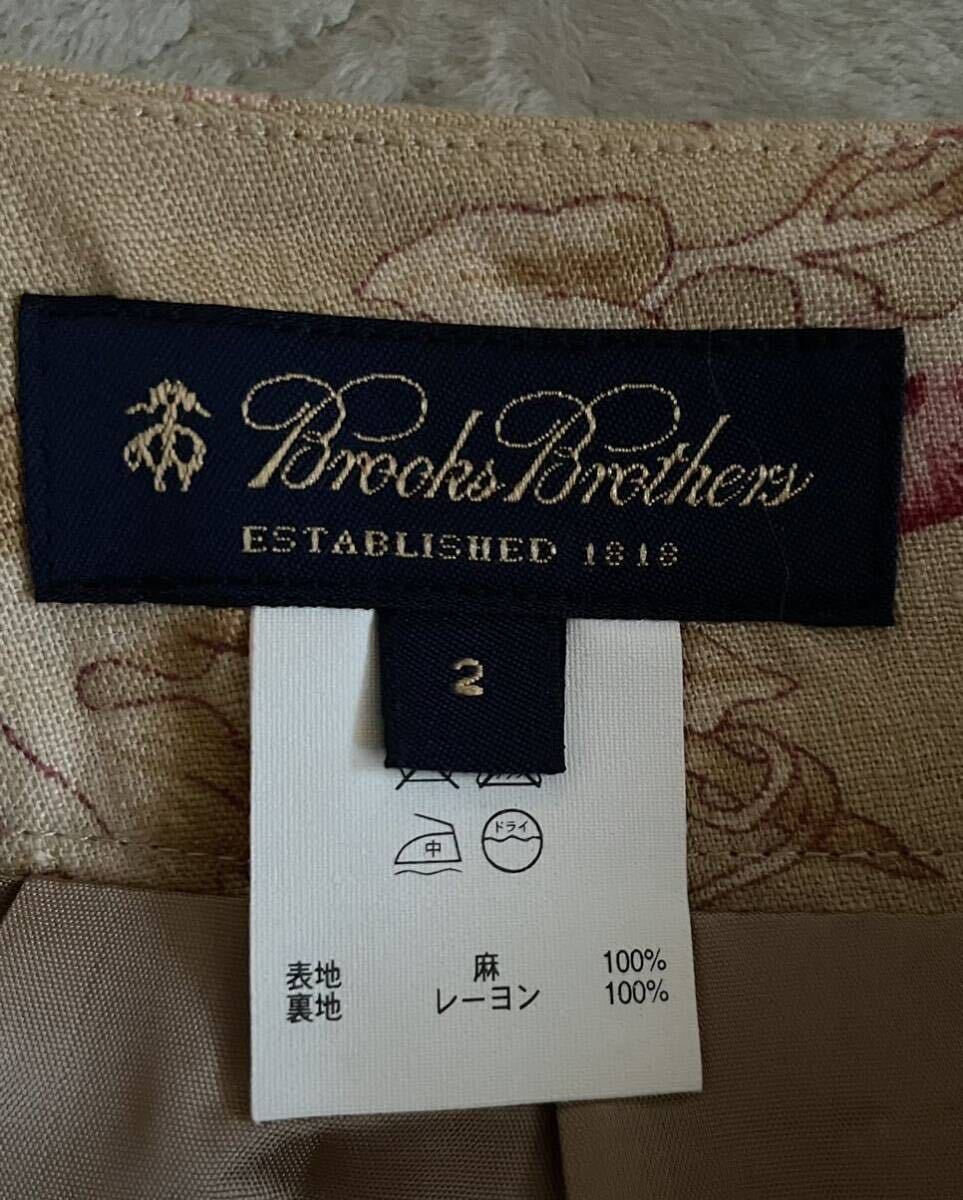 Brooks Brothers
ESTABLISHED 1818
2
中 ドライ
表地 麻 100%
裏地 レーヨン 100%